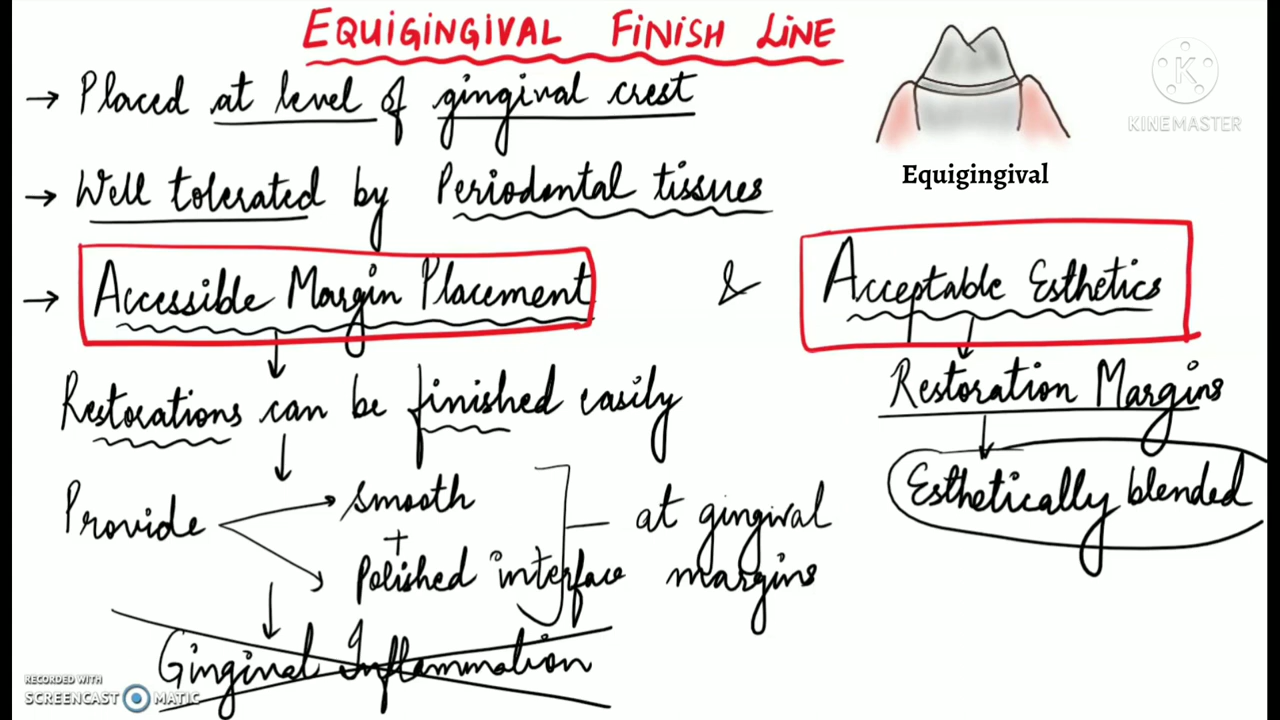 EQUIGINGIVAL FINISH LINE
→ Placed at level of gingival crest
K
KINEMASTER
Equigingival
→ Well tolerated by Periodontal tissues
→ Accessible Margin Placement & Acceptable Esthetics
Restorations can be finished easily
Restoration Margins
Esthetically blended
Provide smooth
+
Polished interface
at gingival
margins
Gingival Inflammation
RECORDED WITH
SCREENCAST MATIC